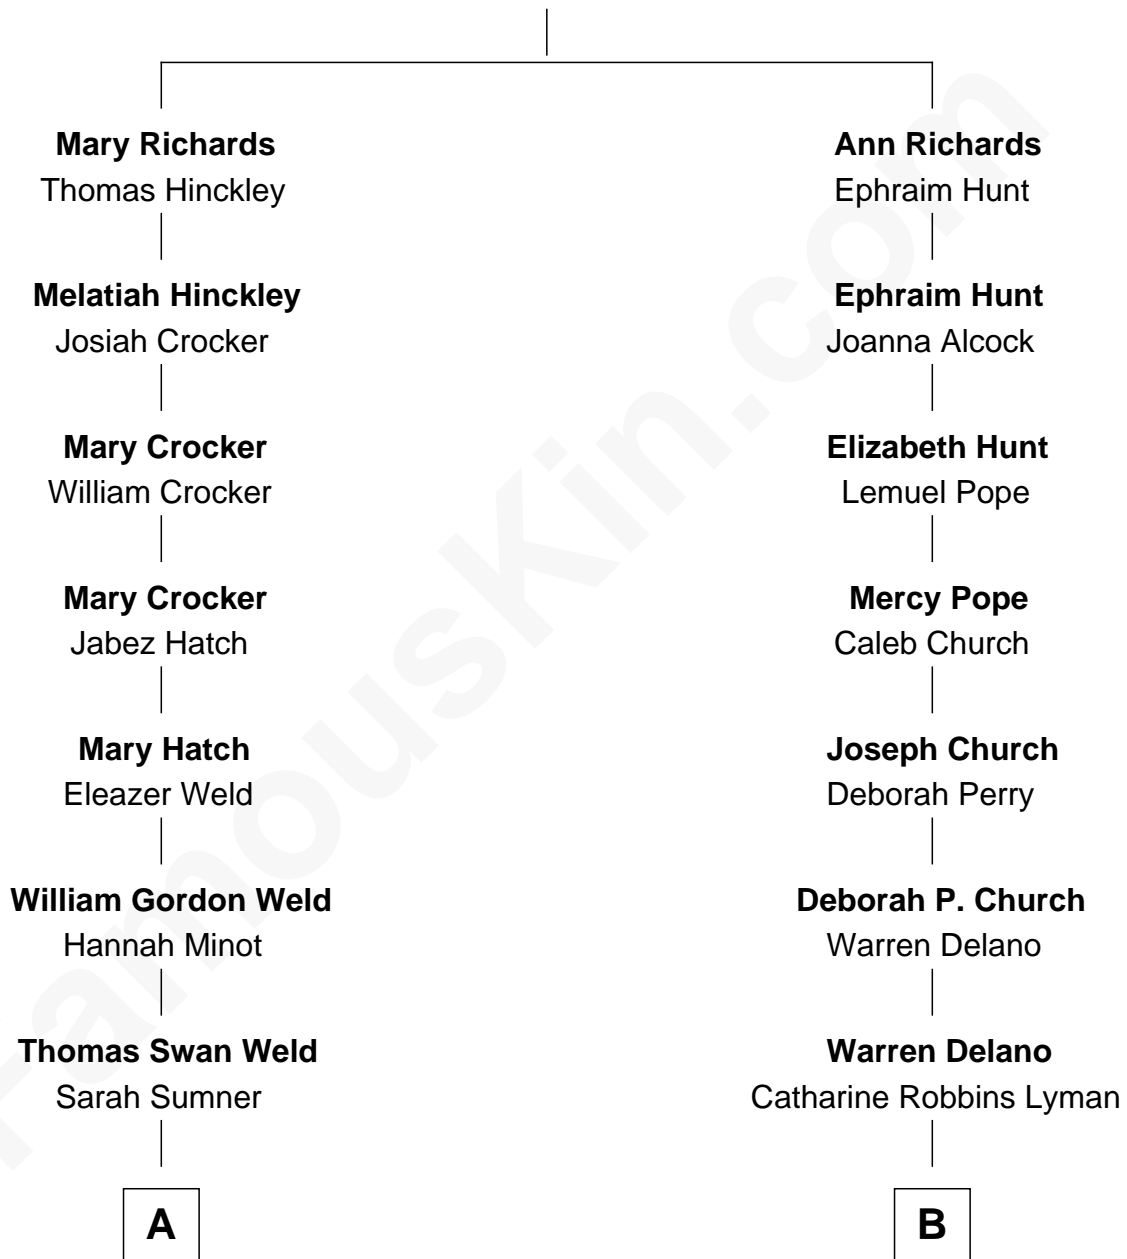 Mary Richards
Thomas Hinckley
Melatiah Hinckley
Josiah Crocker
Mary Crocker
William Crocker
Mary Crocker
Jabez Hatch
Mary Hatch
Eleazer Weld
William Gordon Weld
Hannah Minot
Thomas Swan Weld
Sarah Sumner
A
Ann Richards
Ephraim Hunt
Ephraim Hunt
Joanna Alcock
Elizabeth Hunt
Lemuel Pope
Mercy Pope
Caleb Church
Joseph Church
Deborah Perry
Deborah P. Church
Warren Delano
Warren Delano
Catharine Robbins Lyman
B
FamousKin.com